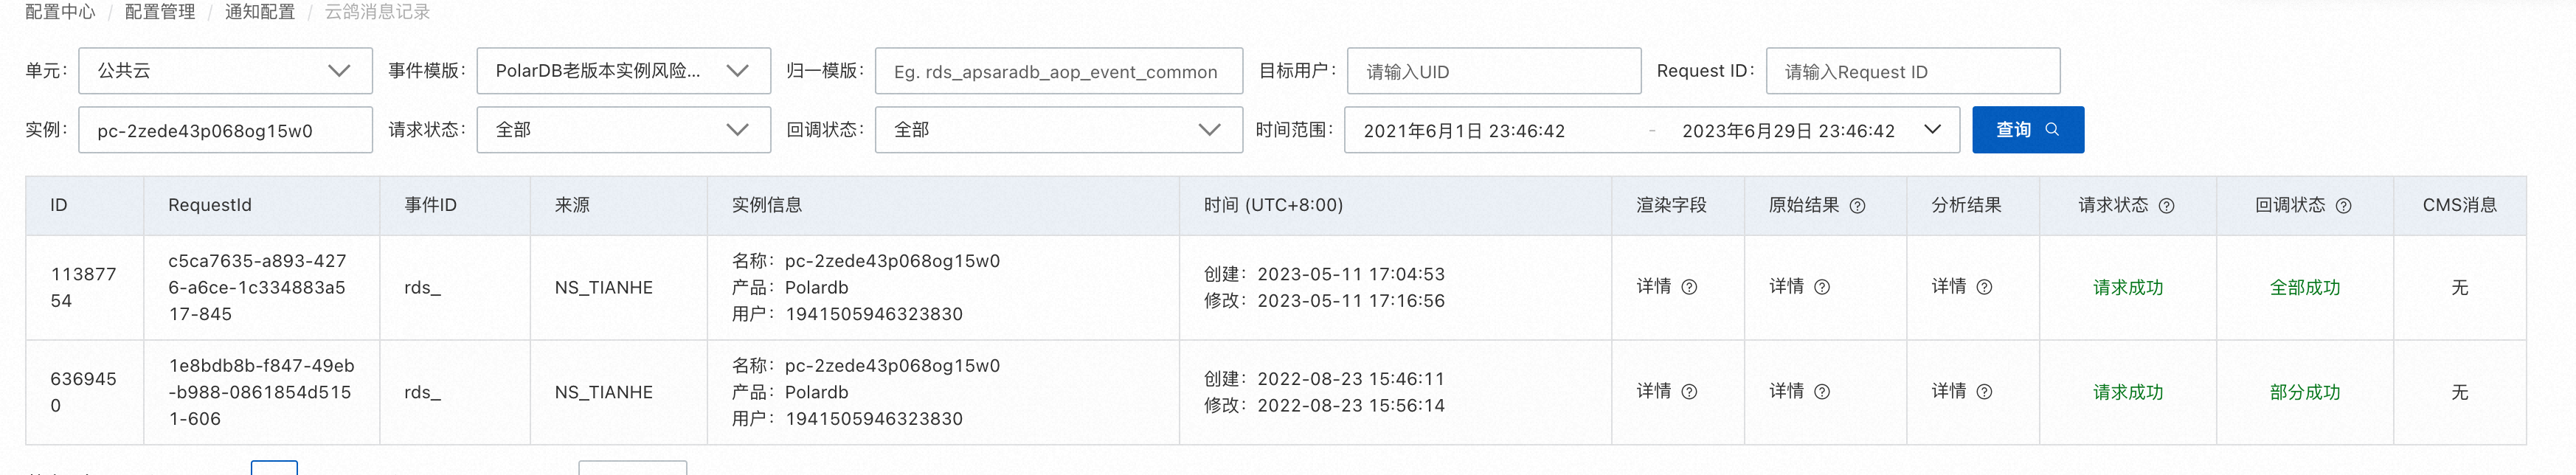 配置中心 / 配置管理 / 通知配置 / 云鸽消息记录
单元: 公共云 事件模版: PolarDB老版本实例风险... 归一模版: Eg. rds_apsaradb_aop_event_common 目标用户: 请输入UID Request ID: 请输入Request ID
实例: pc-2zede43p068og15w0 请求状态: 全部 回调状态: 全部 时间范围: 2021年6月1日 23:46:42 - 2023年6月29日 23:46:42 查询
ID RequestId 事件ID 来源 实例信息 时间 (UTC+8:00) 渲染字段 原始结果 分析结果 请求状态 回调状态 CMS消息
113877
54
c5ca7635-a893-427
6-a6ce-1c334883a5
17-845
rds_
NS_TIANHE
名称: pc-2zede43p068og15w0
产品: Polardb
用户: 1941505946323830
创建: 2023-05-11 17:04:53
修改: 2023-05-11 17:16:56
详情
详情
详情
请求成功
全部成功
无
636945
0
1e8bdb8b-f847-49eb
-b988-0861854d515
1-606
rds_
NS_TIANHE
名称: pc-2zede43p068og15w0
产品: Polardb
用户: 1941505946323830
创建: 2022-08-23 15:46:11
修改: 2022-08-23 15:56:14
详情
详情
详情
请求成功
部分成功
无